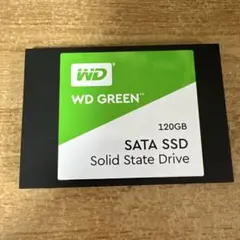 WD
WD GREEN™
120GB
SATA SSD
Solid State Drive